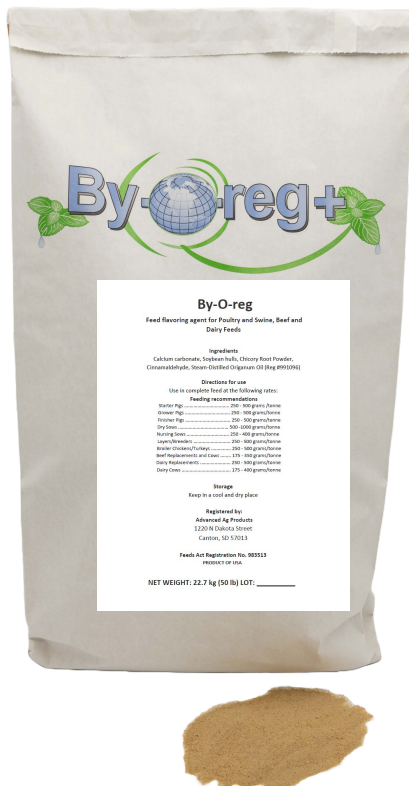 By-O-reg+
By-O-reg
Feed flavoring agent for Poultry and Swine, Beef and
Dairy Feeds
Ingredients
Calcium carbonate, Soybean hulls, Chicory Root Powder,
Cinnamaldehyde, Steam-Distilled Origanum Oil (Reg #991096)
Directions for use
Use in complete feed at the following rates:
Feeding recommendations
Starter Pigs ................................ 250 - 500 grams /tonne
Grower Pigs ................................ 250 - 500 grams/tonne
Finisher Pigs ............................... 250 - 500 grams/tonne
Dry Sows .................................... 500 -1000 grams/tonne
Nursing Sows ............................. 250 - 400 grams/tonne
Layers/Breeders ........................ 250 - 500 grams/tonne
Broiler Chickens/Turkeys ........... 250 - 500 grams/tonne
Beef Replacements and Cows ....... 175 - 350 grams/tonne
Dairy Replacements ................... 250 - 500 grams/tonne
Dairy Cows ................................ 175 - 400 grams/tonne
Storage
Keep in a cool and dry place
Registered by:
Advanced Ag Products
1220 N Dakota Street
Canton, SD 57013
Feeds Act Registration No. 983513
PRODUCT OF USA
NET WEIGHT: 22.7 kg (50 lb) LOT: __________